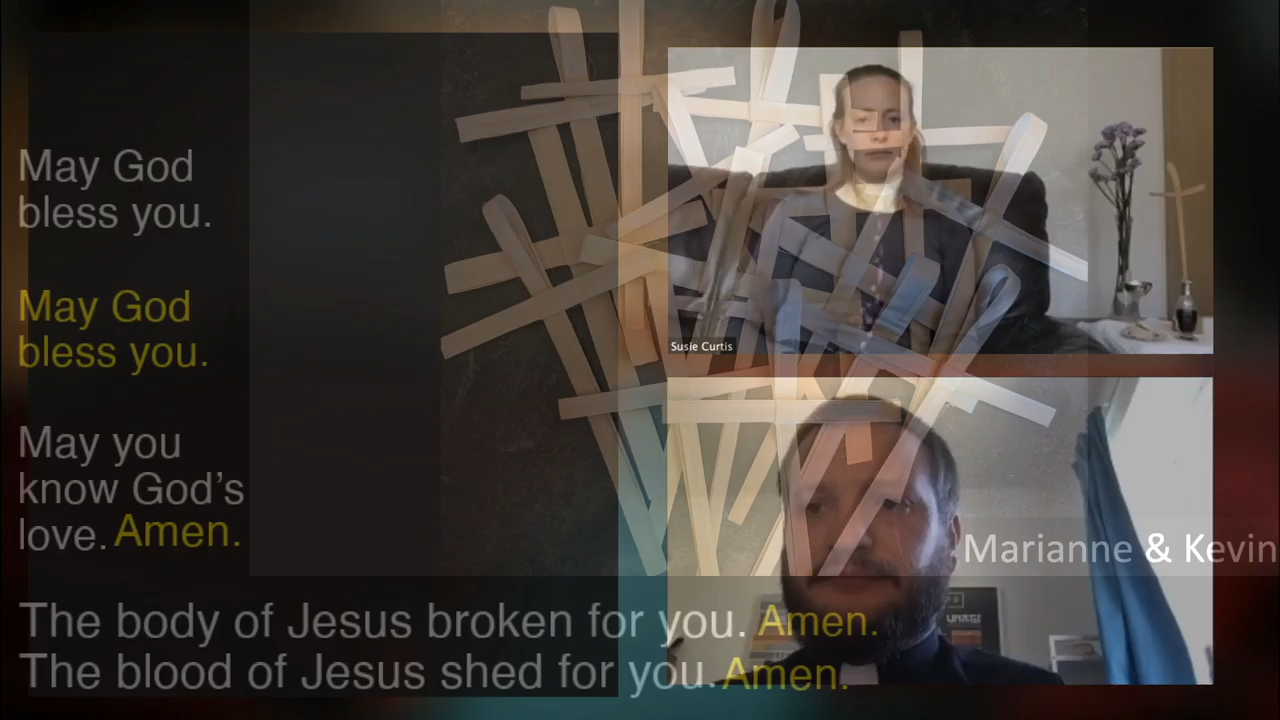 May God
bless you.
May God
bless you.
May you
know God's
love. Amen.
The body of Jesus broken for you. Amen.
The blood of Jesus shed for you. Amen.
Susie Curtis
Marianne & Kevin